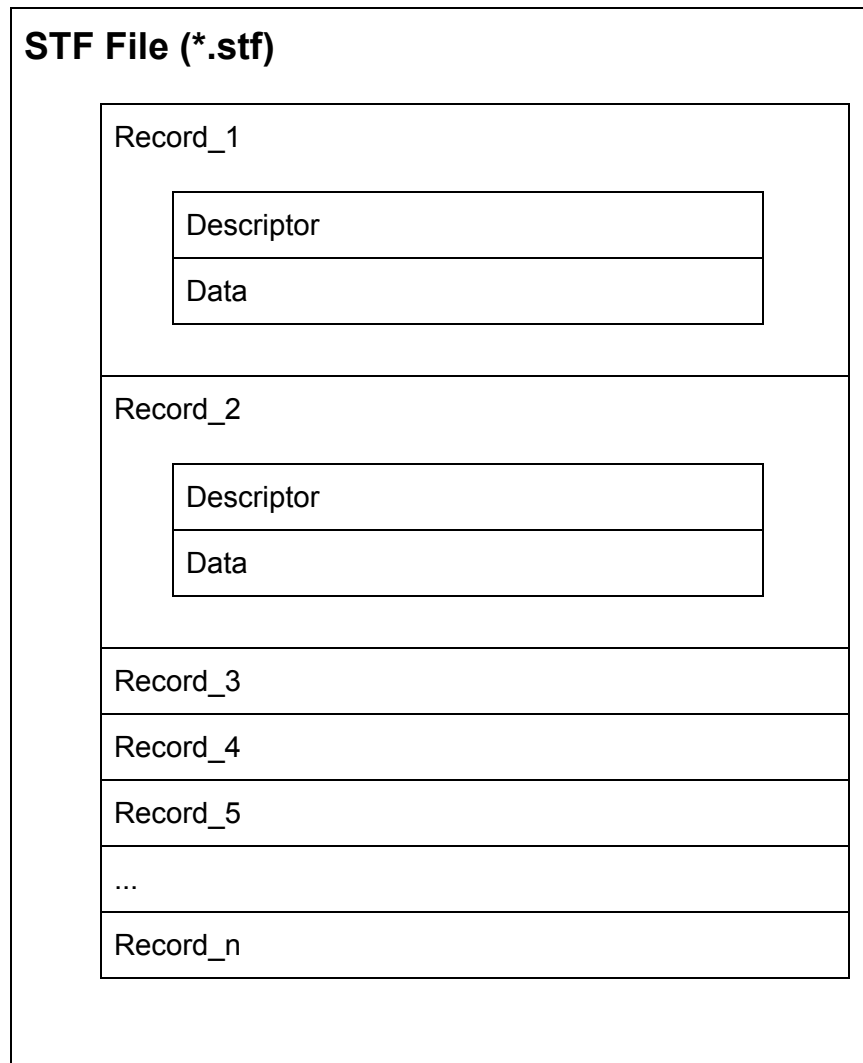 STF File (*.stf)
Record_1
Descriptor
Data
Record_2
Descriptor
Data
Record_3
Record_4
Record_5
...
Record_n